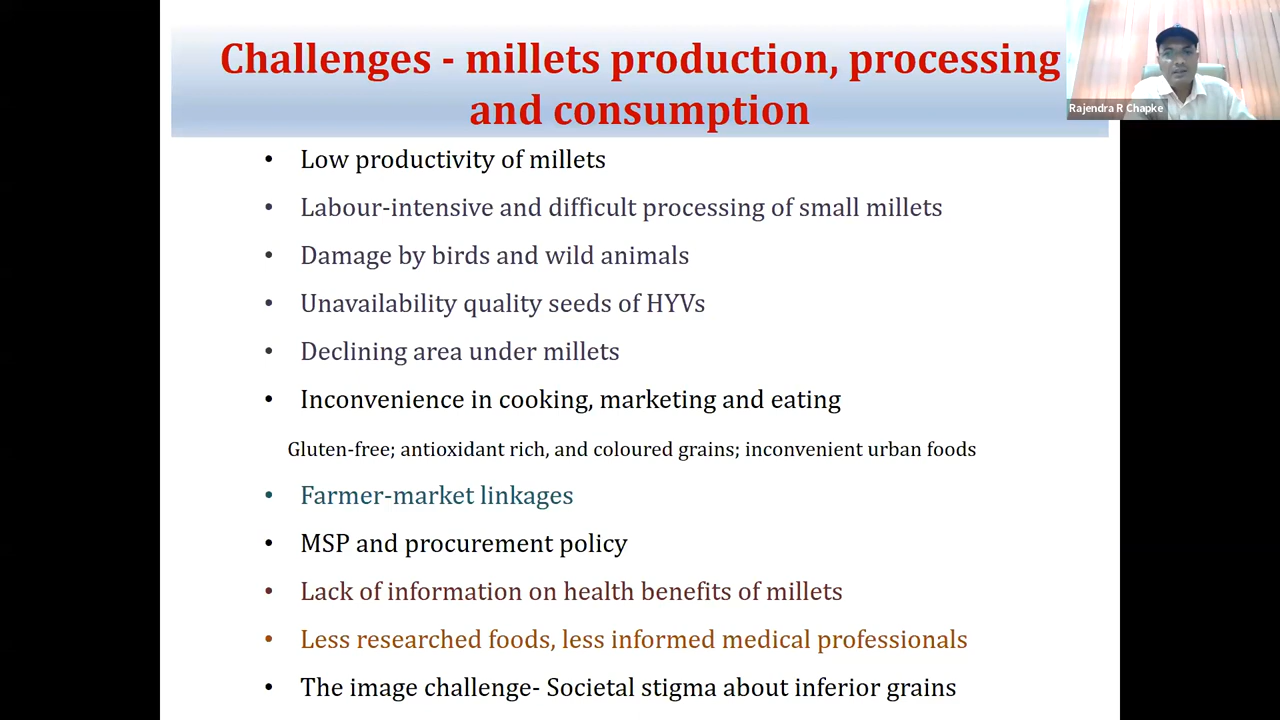 Challenges - millets production, processing
and consumption
Rajendra R Chapke
• Low productivity of millets
• Labour-intensive and difficult processing of small millets
• Damage by birds and wild animals
• Unavailability quality seeds of HYVs
• Declining area under millets
• Inconvenience in cooking, marketing and eating
Gluten-free; antioxidant rich, and coloured grains; inconvenient urban foods
• Farmer-market linkages
• MSP and procurement policy
• Lack of information on health benefits of millets
• Less researched foods, less informed medical professionals
• The image challenge- Societal stigma about inferior grains